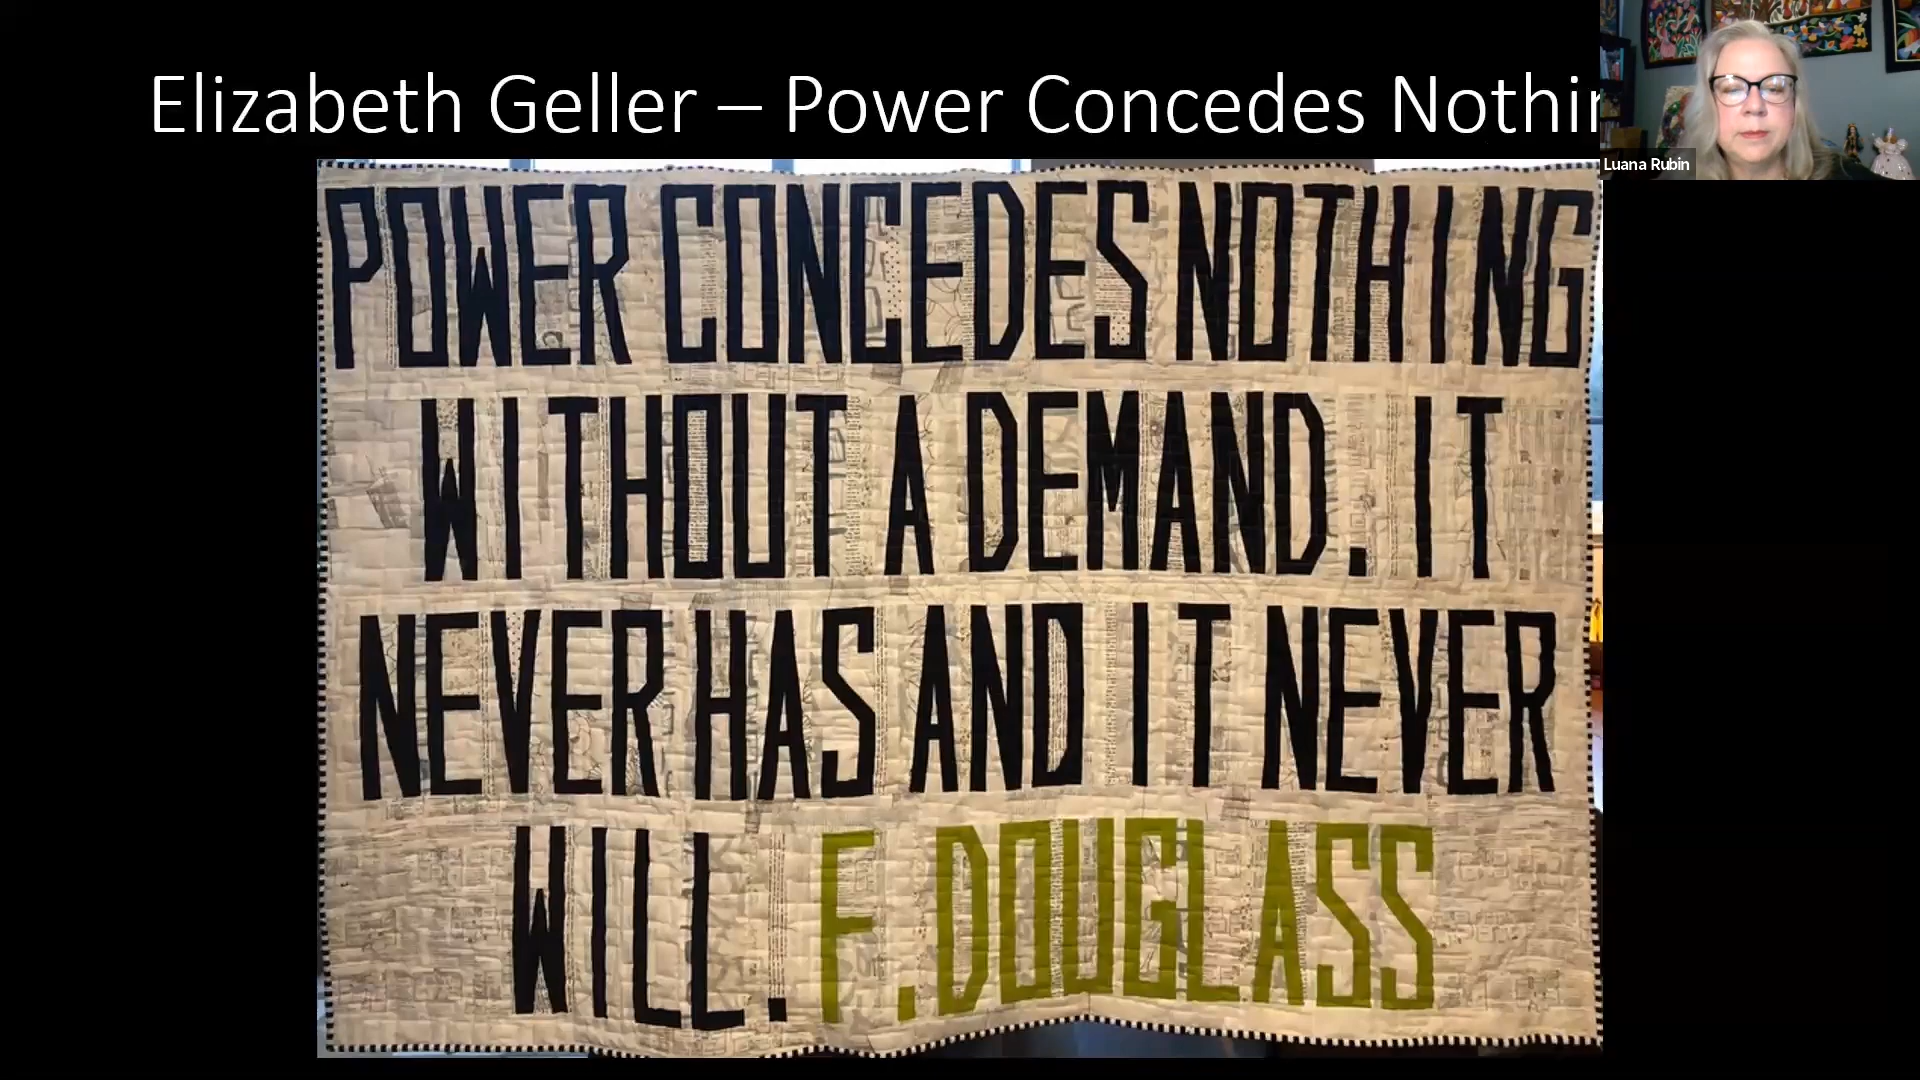 Elizabeth Geller – Power Concedes Nothin
Luana Rubin
POWER CONCEDES NOTHING
WITHOUT A DEMAND. IT
NEVER HAS AND IT NEVER
WILL. F. DOUGLASS